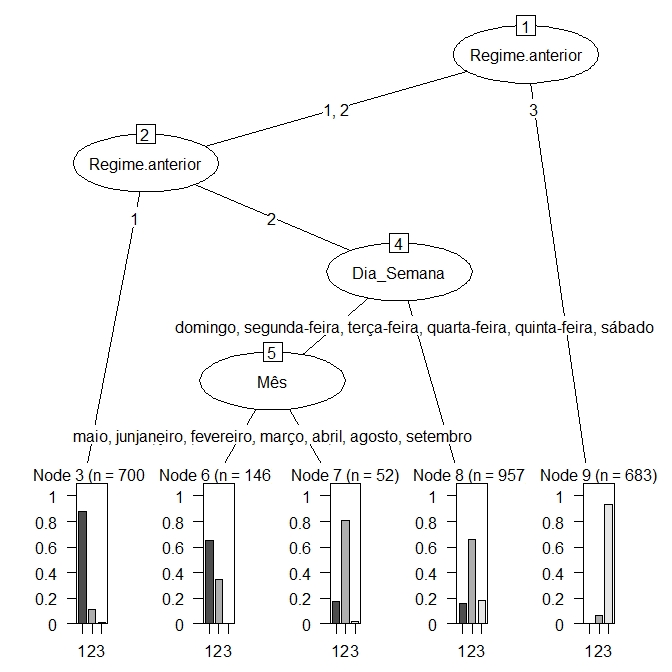 1
Regime.anterior
1, 2
3
2
Regime.anterior
1
2
4
Dia_Semana
domingo, segunda-feira, terça-feira, quarta-feira, quinta-feira, sábado
5
Mês
maio, junjaneiro, fevereiro, março, abril, agosto, setembro
Node 3 (n = 700
Node 6 (n = 146
Node 7 (n = 52)
Node 8 (n = 957
Node 9 (n = 683)
1 1 1 1 1
0.8 0.8 0.8 0.8 0.8
0.6 0.6 0.6 0.6 0.6
0.4 0.4 0.4 0.4 0.4
0.2 0.2 0.2 0.2 0.2
0 0 0 0 0
123 123 123 123 123